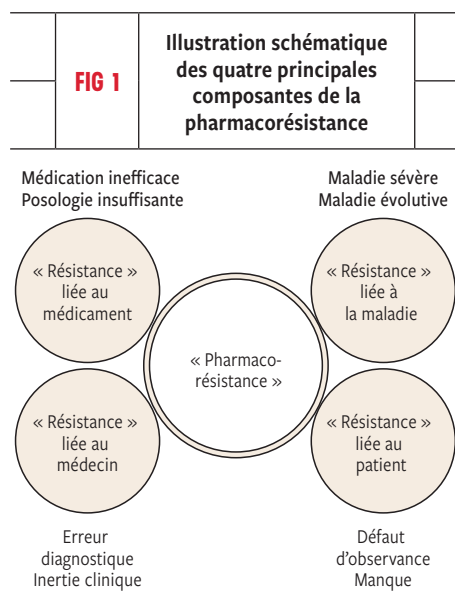 FIG 1
Illustration schématique
des quatre principales
composantes de la
pharmacorésistance
Médication inefficace
Posologie insuffisante
Maladie sévère
Maladie évolutive
« Résistance »
liée au
médicament
« Résistance »
liée à
la maladie
« Pharmaco-
résistance »
« Résistance »
liée au
médecin
« Résistance »
liée au
patient
Erreur
diagnostique
Inertie clinique
Défaut
d’observance
Manque